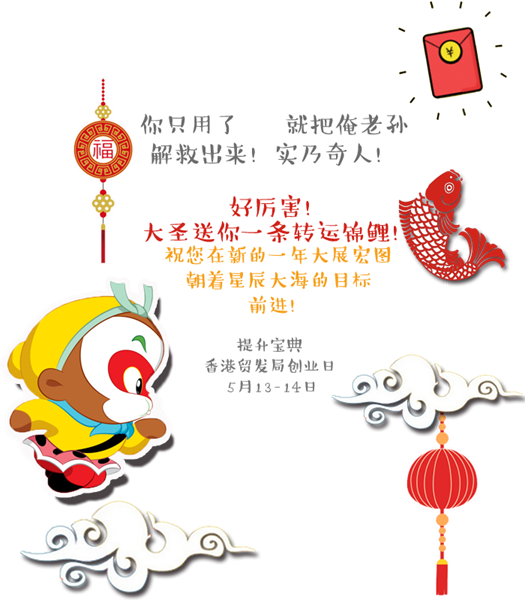 ¥
福
你只用了 就把俺老孙
解救出来! 实乃奇人!
好厉害!
大圣送你一条转运锦鲤!
祝您在新的一年大展宏图
朝着星辰大海的目标
前进!
提升宝典
香港贸发局创业日
5月13-14日